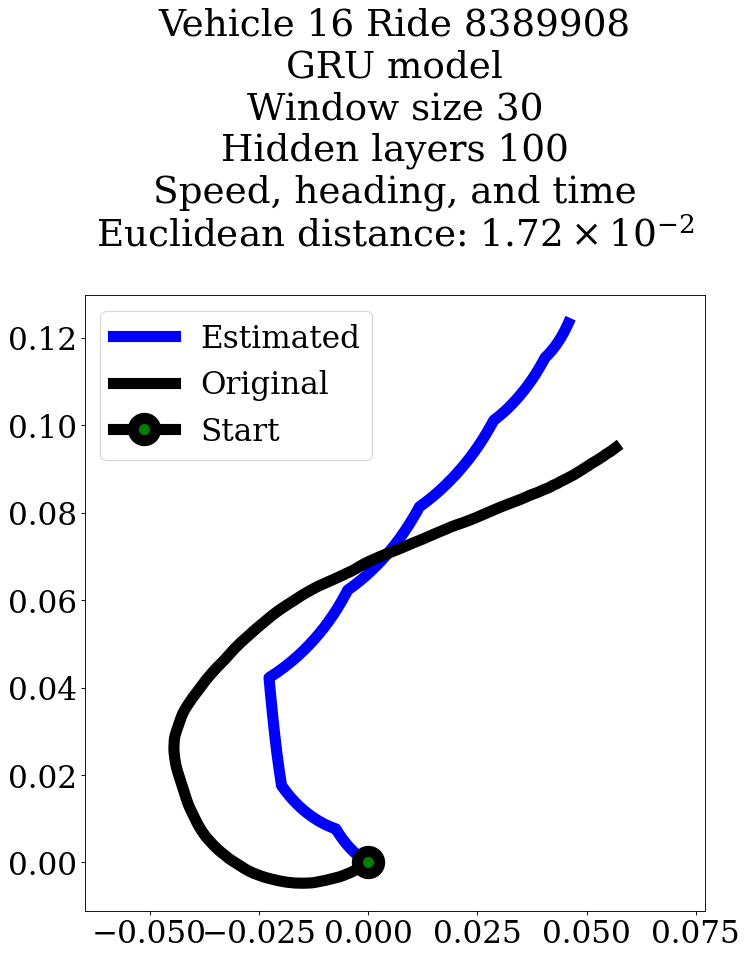 Vehicle 16 Ride 8389908
GRU model
Window size 30
Hidden layers 100
Speed, heading, and time
Euclidean distance: 1.72 × 10⁻²
Estimated
Original
Start
0.12
0.10
0.08
0.06
0.04
0.02
0.00
−0.050 −0.025 0.000 0.025 0.050 0.075